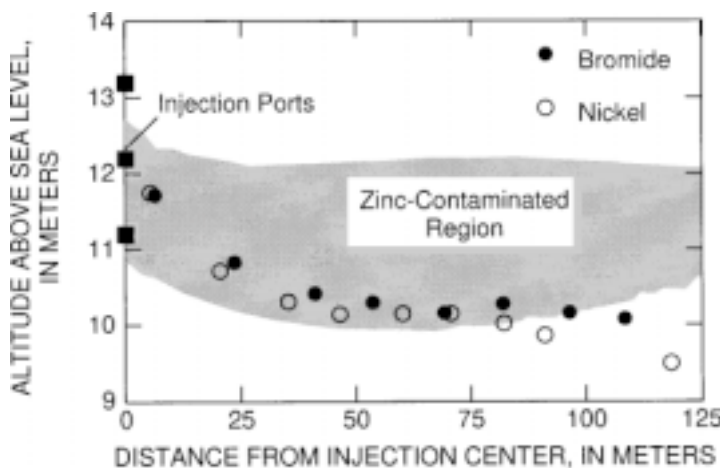 14
13
12
11
10
9
ALTITUDE ABOVE SEA LEVEL,
IN METERS
Injection Ports
Bromide
Nickel
Zinc-Contaminated
Region
0
25
50
75
100
125
DISTANCE FROM INJECTION CENTER, IN METERS